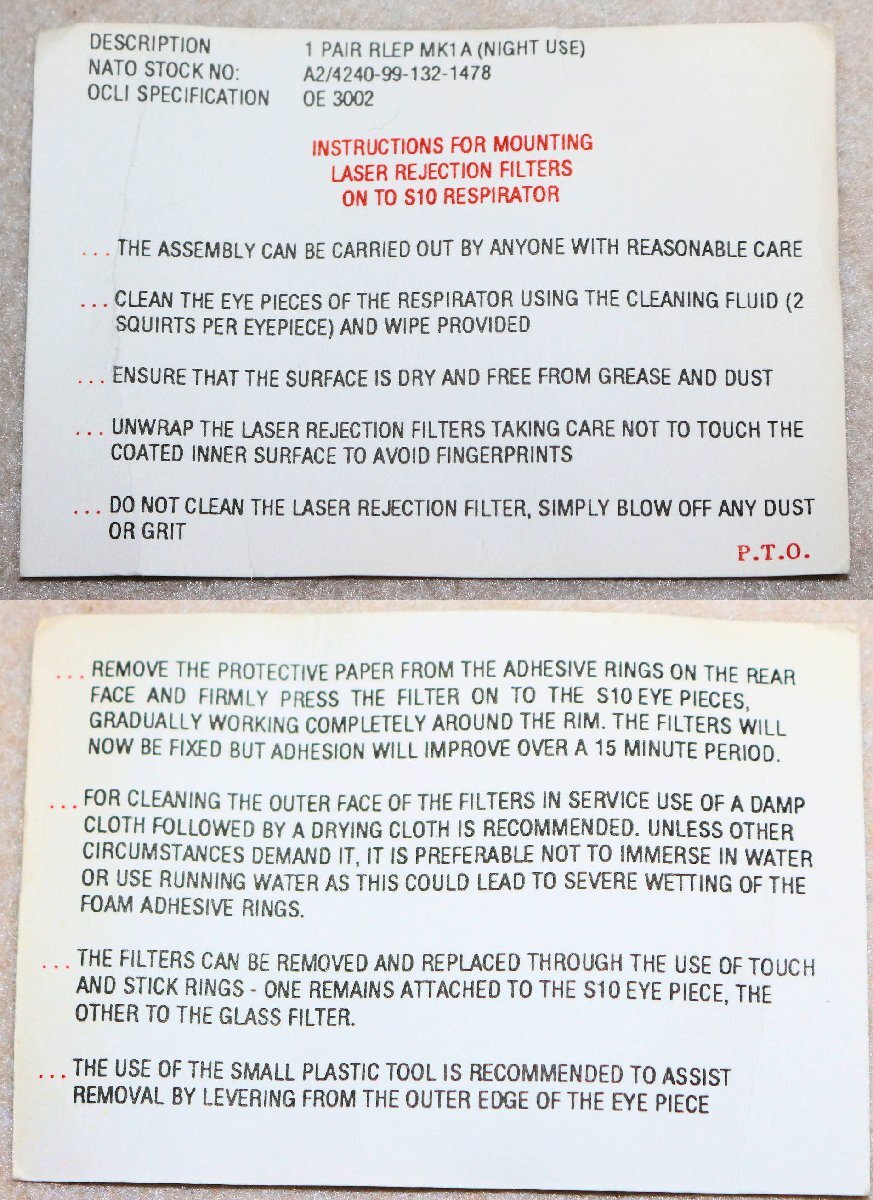 DESCRIPTION 1 PAIR RLEP MK1A (NIGHT USE)
NATO STOCK NO: A2/4240-99-132-1478
OCLI SPECIFICATION OE 3002
INSTRUCTIONS FOR MOUNTING
LASER REJECTION FILTERS
ON TO S10 RESPIRATOR
... THE ASSEMBLY CAN BE CARRIED OUT BY ANYONE WITH REASONABLE CARE
... CLEAN THE EYE PIECES OF THE RESPIRATOR USING THE CLEANING FLUID (2
SQUIRTS PER EYEPIECE) AND WIPE PROVIDED
... ENSURE THAT THE SURFACE IS DRY AND FREE FROM GREASE AND DUST
... UNWRAP THE LASER REJECTION FILTERS TAKING CARE NOT TO TOUCH THE
COATED INNER SURFACE TO AVOID FINGERPRINTS
... DO NOT CLEAN THE LASER REJECTION FILTER, SIMPLY BLOW OFF ANY DUST
OR GRIT
P.T.O.
... REMOVE THE PROTECTIVE PAPER FROM THE ADHESIVE RINGS ON THE REAR
FACE AND FIRMLY PRESS THE FILTER ON TO THE S10 EYE PIECES,
GRADUALLY WORKING COMPLETELY AROUND THE RIM. THE FILTERS WILL
NOW BE FIXED BUT ADHESION WILL IMPROVE OVER A 15 MINUTE PERIOD.
... FOR CLEANING THE OUTER FACE OF THE FILTERS IN SERVICE USE OF A DAMP
CLOTH FOLLOWED BY A DRYING CLOTH IS RECOMMENDED. UNLESS OTHER
CIRCUMSTANCES DEMAND IT, IT IS PREFERABLE NOT TO IMMERSE IN WATER
OR USE RUNNING WATER AS THIS COULD LEAD TO SEVERE WETTING OF THE
FOAM ADHESIVE RINGS.
... THE FILTERS CAN BE REMOVED AND REPLACED THROUGH THE USE OF TOUCH
AND STICK RINGS - ONE REMAINS ATTACHED TO THE S10 EYE PIECE, THE
OTHER TO THE GLASS FILTER.
... THE USE OF THE SMALL PLASTIC TOOL IS RECOMMENDED TO ASSIST
REMOVAL BY LEVERING FROM THE OUTER EDGE OF THE EYE PIECE